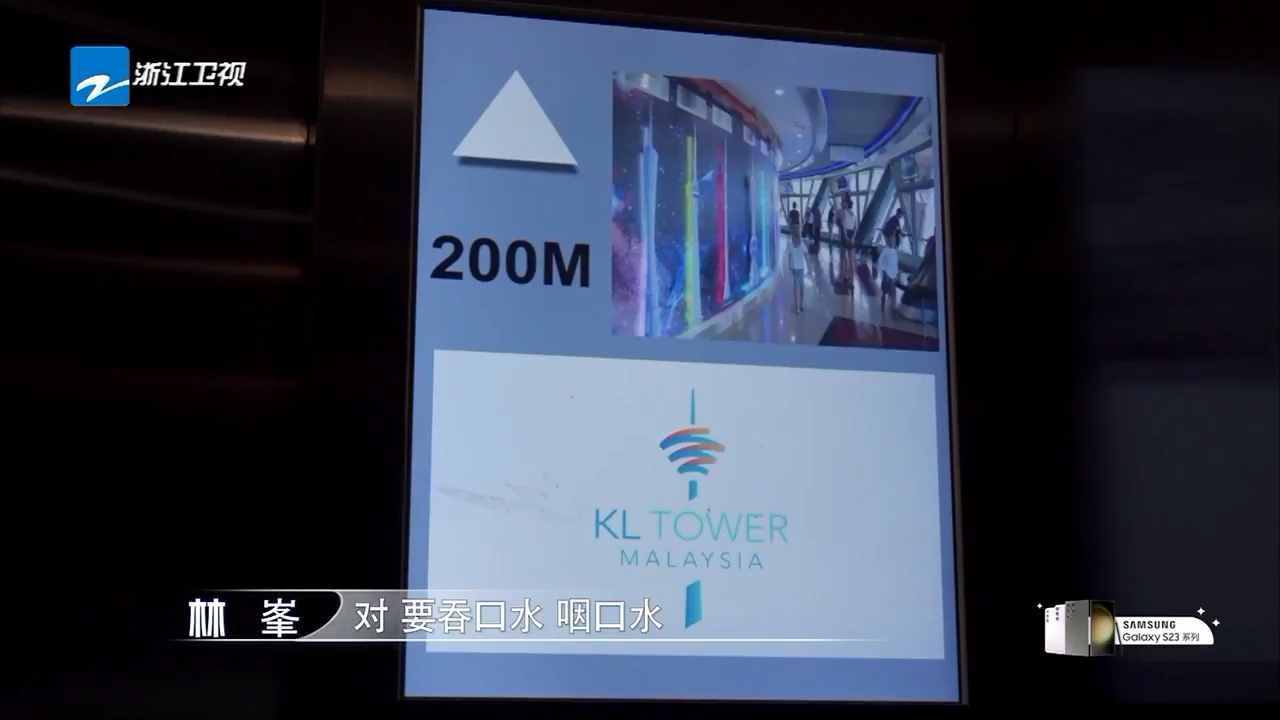 浙江卫视
200M
KL TOWER
MALAYSIA
林峯 对 要吞口水 咽口水
SAMSUNG
Galaxy S23 系列